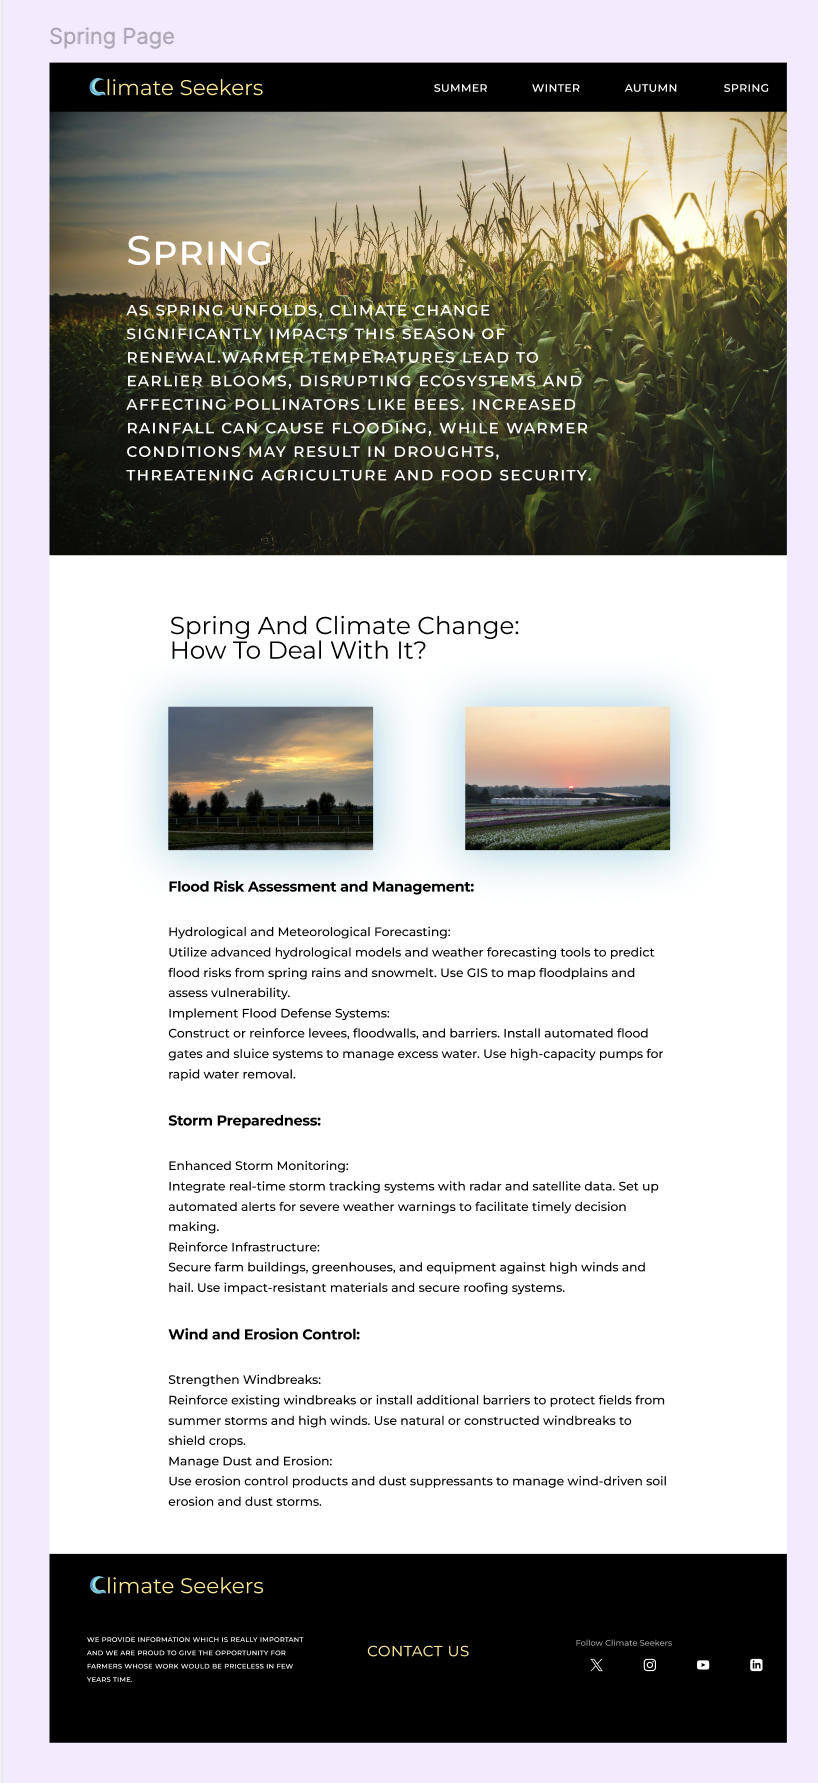 Spring Page
Climate Seekers
SUMMER WINTER AUTUMN SPRING
SPRING
AS SPRING UNFOLDS, CLIMATE CHANGE
SIGNIFICANTLY IMPACTS THIS SEASON OF
RENEWAL.WARMER TEMPERATURES LEAD TO
EARLIER BLOOMS, DISRUPTING ECOSYSTEMS AND
AFFECTING POLLINATORS LIKE BEES. INCREASED
RAINFALL CAN CAUSE FLOODING, WHILE WARMER
CONDITIONS MAY RESULT IN DROUGHTS,
THREATENING AGRICULTURE AND FOOD SECURITY.
Spring And Climate Change:
How To Deal With It?
Flood Risk Assessment and Management:
Hydrological and Meteorological Forecasting:
Utilize advanced hydrological models and weather forecasting tools to predict
flood risks from spring rains and snowmelt. Use GIS to map floodplains and
assess vulnerability.
Implement Flood Defense Systems:
Construct or reinforce levees, floodwalls, and barriers. Install automated flood
gates and sluice systems to manage excess water. Use high-capacity pumps for
rapid water removal.
Storm Preparedness:
Enhanced Storm Monitoring:
Integrate real-time storm tracking systems with radar and satellite data. Set up
automated alerts for severe weather warnings to facilitate timely decision
making.
Reinforce Infrastructure:
Secure farm buildings, greenhouses, and equipment against high winds and
hail. Use impact-resistant materials and secure roofing systems.
Wind and Erosion Control:
Strengthen Windbreaks:
Reinforce existing windbreaks or install additional barriers to protect fields from
summer storms and high winds. Use natural or constructed windbreaks to
shield crops.
Manage Dust and Erosion:
Use erosion control products and dust suppressants to manage wind-driven soil
erosion and dust storms.
Climate Seekers
WE PROVIDE INFORMATION WHICH IS REALLY IMPORTANT
AND WE ARE PROUD TO GIVE THE OPPORTUNITY FOR
FARMERS WHOSE WORK WOULD BE PRICELESS IN FEW
YEARS TIME.
CONTACT US
Follow Climate Seekers